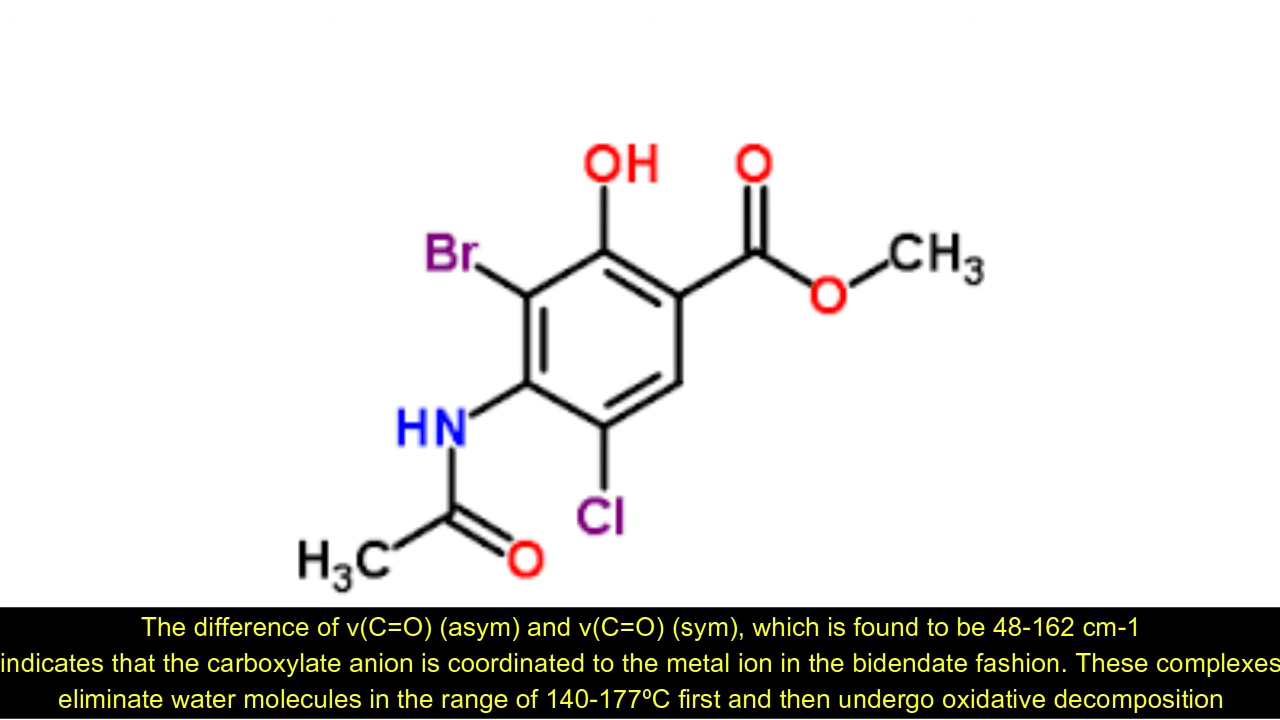 OH
O
Br
CH3
O
HN
Cl
H3C
O
The difference of v(C=O) (asym) and v(C=O) (sym), which is found to be 48-162 cm-1
indicates that the carboxylate anion is coordinated to the metal ion in the bidendate fashion. These complexes
eliminate water molecules in the range of 140-177ºC first and then undergo oxidative decomposition